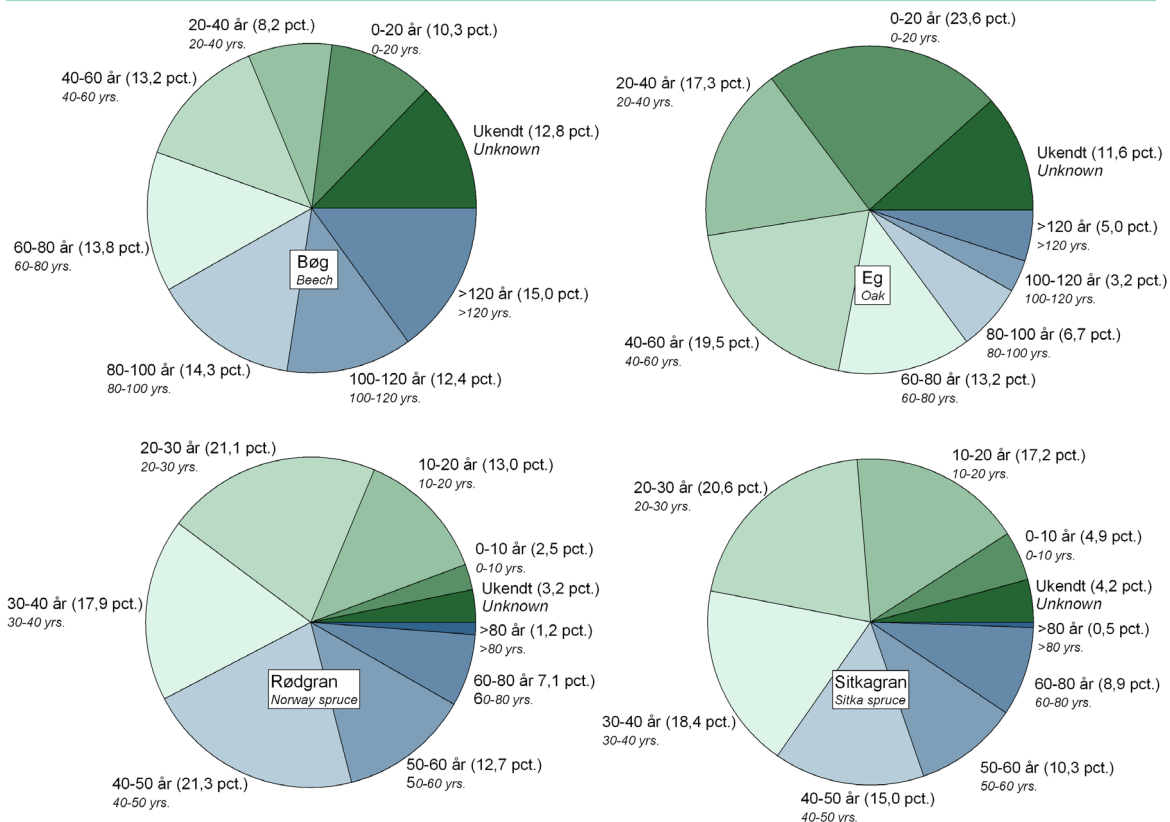 20-40 år (8,2 pct.)
20-40 yrs.
0-20 år (10,3 pct.)
0-20 yrs.
40-60 år (13,2 pct.)
40-60 yrs.
Ukendt (12,8 pct.)
Unknown
60-80 år (13,8 pct.)
60-80 yrs.
Bøg
Beech
>120 år (15,0 pct.)
>120 yrs.
80-100 år (14,3 pct.)
80-100 yrs.
100-120 år (12,4 pct.)
100-120 yrs.
0-20 år (23,6 pct.)
0-20 yrs.
20-40 år (17,3 pct.)
20-40 yrs.
Ukendt (11,6 pct.)
Unknown
>120 år (5,0 pct.)
>120 yrs.
Eg
Oak
100-120 år (3,2 pct.)
100-120 yrs.
40-60 år (19,5 pct.)
40-60 yrs.
80-100 år (6,7 pct.)
80-100 yrs.
60-80 år (13,2 pct.)
60-80 yrs.
20-30 år (21,1 pct.)
20-30 yrs.
10-20 år (13,0 pct.)
10-20 yrs.
0-10 år (2,5 pct.)
0-10 yrs.
Ukendt (3,2 pct.)
Unknown
30-40 år (17,9 pct.)
30-40 yrs.
>80 år (1,2 pct.)
>80 yrs.
Rødgran
Norway spruce
60-80 år 7,1 pct.)
60-80 yrs.
50-60 år (12,7 pct.)
50-60 yrs.
40-50 år (21,3 pct.)
40-50 yrs.
10-20 år (17,2 pct.)
10-20 yrs.
20-30 år (20,6 pct.)
20-30 yrs.
0-10 år (4,9 pct.)
0-10 yrs.
Ukendt (4,2 pct.)
Unknown
>80 år (0,5 pct.)
>80 yrs.
Sitkagran
Sitka spruce
60-80 år (8,9 pct.)
60-80 yrs.
30-40 år (18,4 pct.)
30-40 yrs.
50-60 år (10,3 pct.)
50-60 yrs.
40-50 år (15,0 pct.)
40-50 yrs.